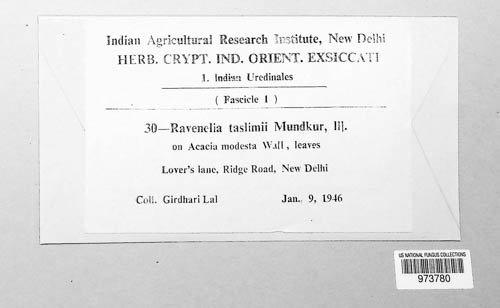 Indian Agricultural Research Institute, New Delhi
HERB. CRYPT. IND. ORIENT. EXSICCATI
1. Indian Uredinales
( Fascicle 1 )
30—Ravenelia taslimii Mundkur, III.
on Acacia modesta Wall, leaves
Lover's lane, Ridge Road, New Delhi
Coll. Girdhari Lal Jan. 9, 1946
US NATIONAL FUNGUS COLLECTIONS
973780